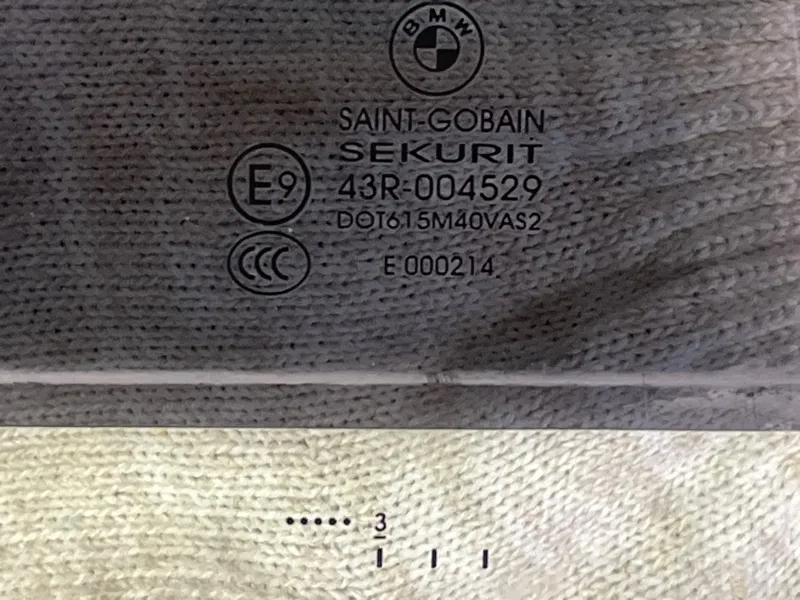 BMW
SAINT-GOBAIN
SEKURIT
E9
43R-004529
DOT615M40VAS2
CCC
E 000214
..... 3